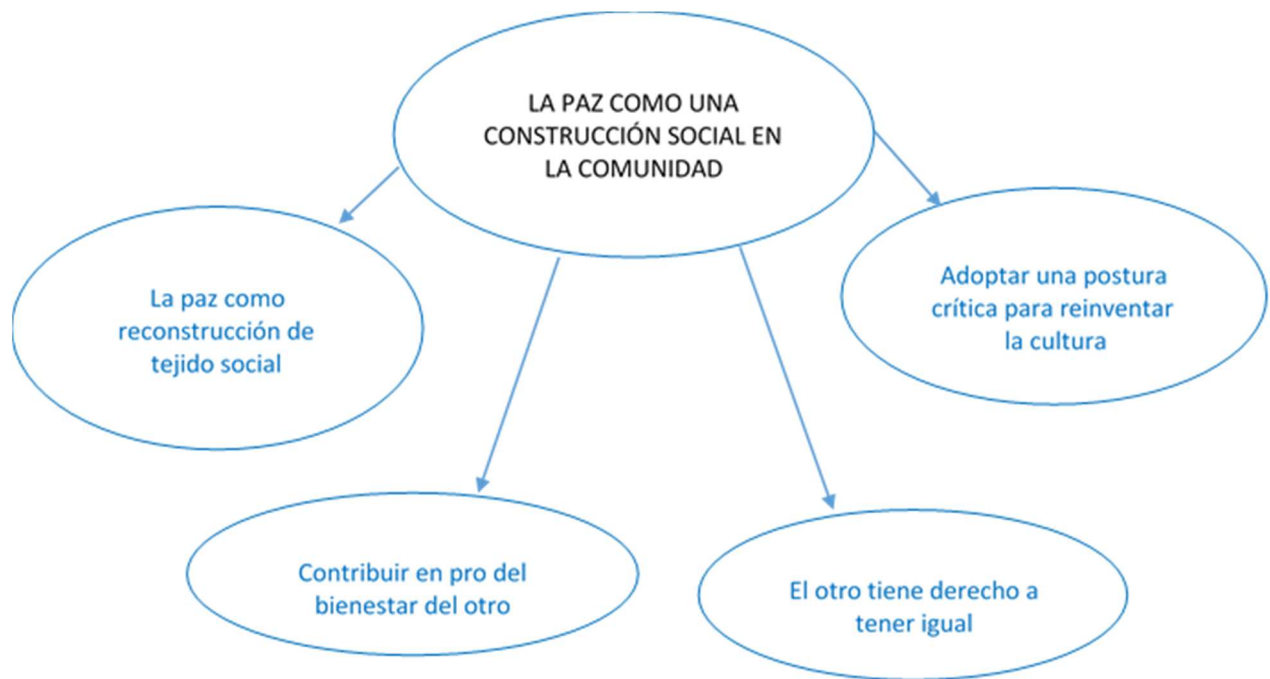 LA PAZ COMO UNA
CONSTRUCCIÓN SOCIAL EN
LA COMUNIDAD
La paz como
reconstrucción de
tejido social
Adoptar una postura
crítica para reinventar
la cultura
Contribuir en pro del
bienestar del otro
El otro tiene derecho a
tener igual